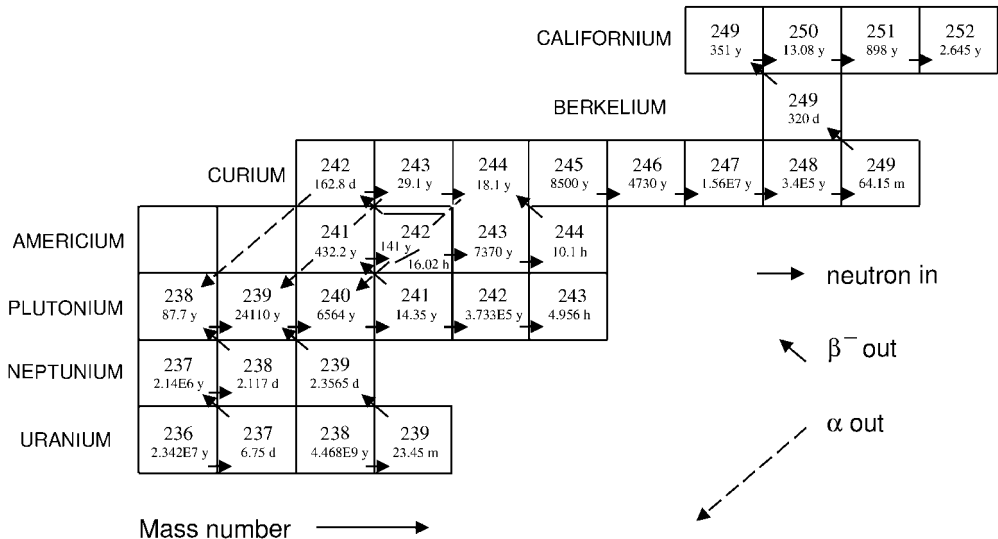 CALIFORNIUM 249 250 251 252
351 y 13.08 y 898 y 2.645 y
BERKELIUM 249
320 d
CURIUM 242 243 244 245 246 247 248 249
162.8 d 29.1 y 18.1 y 8500 y 4730 y 1.56E7 y 3.4E5 y 64.15 m
AMERICIUM 241 242 243 244
432.2 y 141 y 16.02 h 7370 y 10.1 h
PLUTONIUM 238 239 240 241 242 243
87.7 y 24110 y 6564 y 14.35 y 3.733E5 y 4.956 h
NEPTUNIUM 237 238 239
2.14E6 y 2.117 d 2.3565 d
URANIUM 236 237 238 239
2.342E7 y 6.75 d 4.468E9 y 23.45 m
neutron in
β− out
α out
Mass number